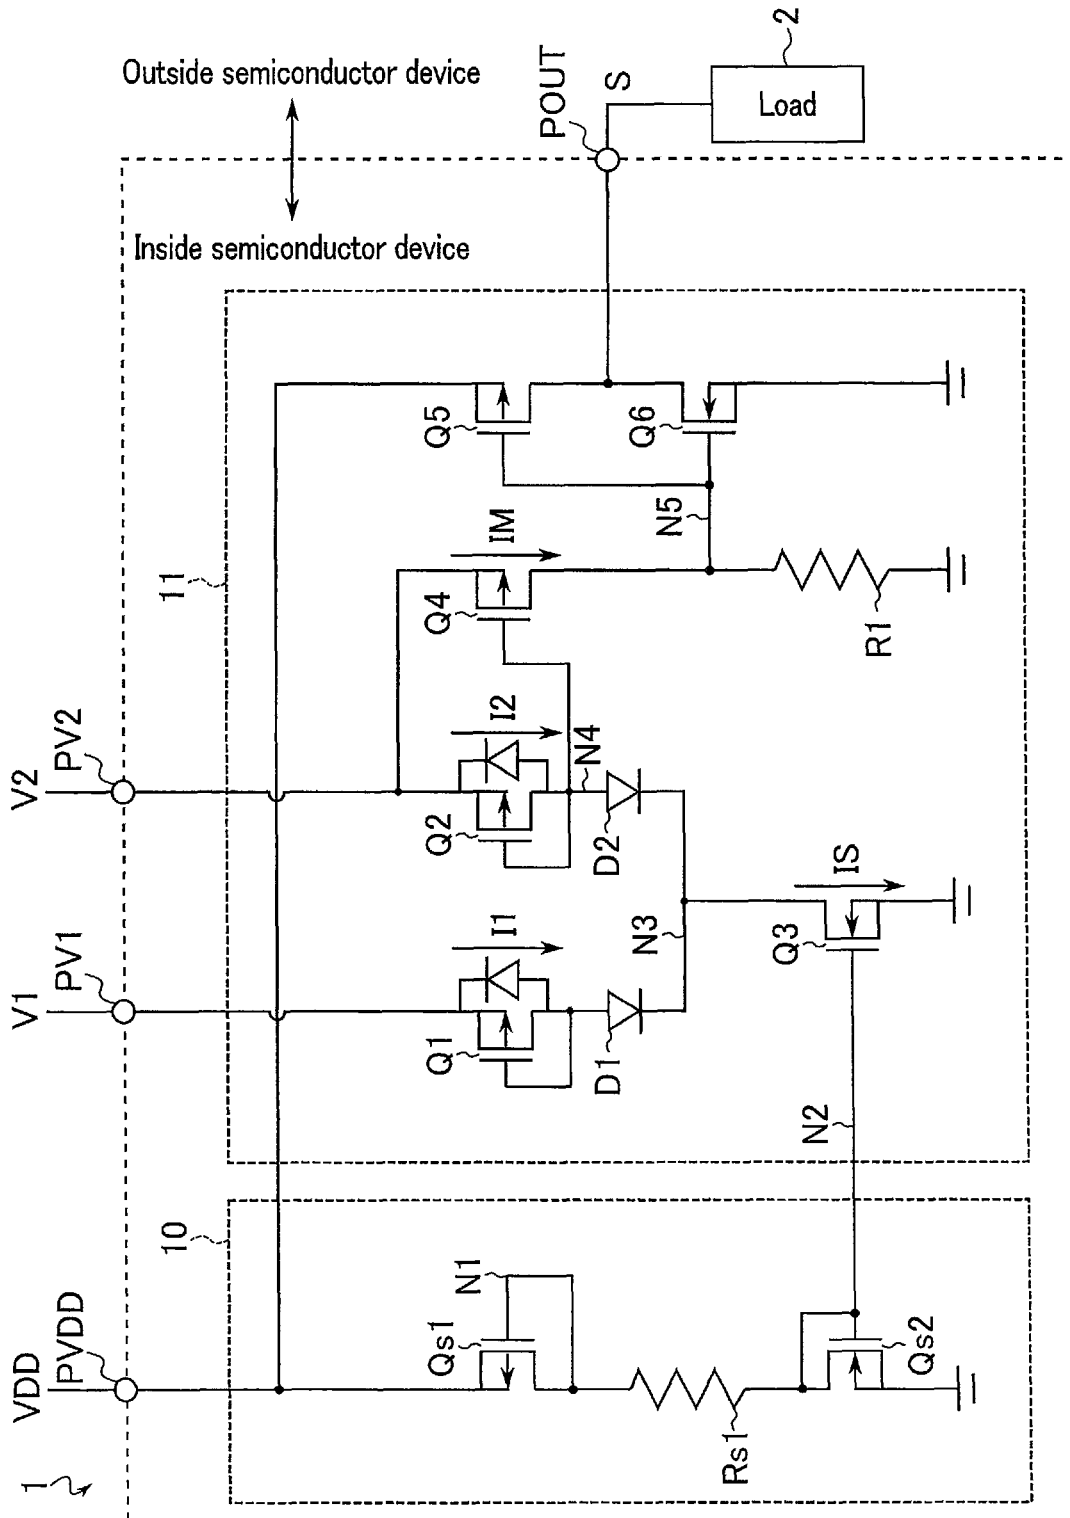 Outside semiconductor device
Inside semiconductor device
2
Load
S
POUT
11
10
1
V2
PV2
V1
PV1
VDD
PVDD
Q5
Q6
N5
IM
Q4
R1
I2
Q2
N4
D2
I1
Q1
D1
N3
IS
Q3
N2
N1
Qs1
Rs1
Qs2